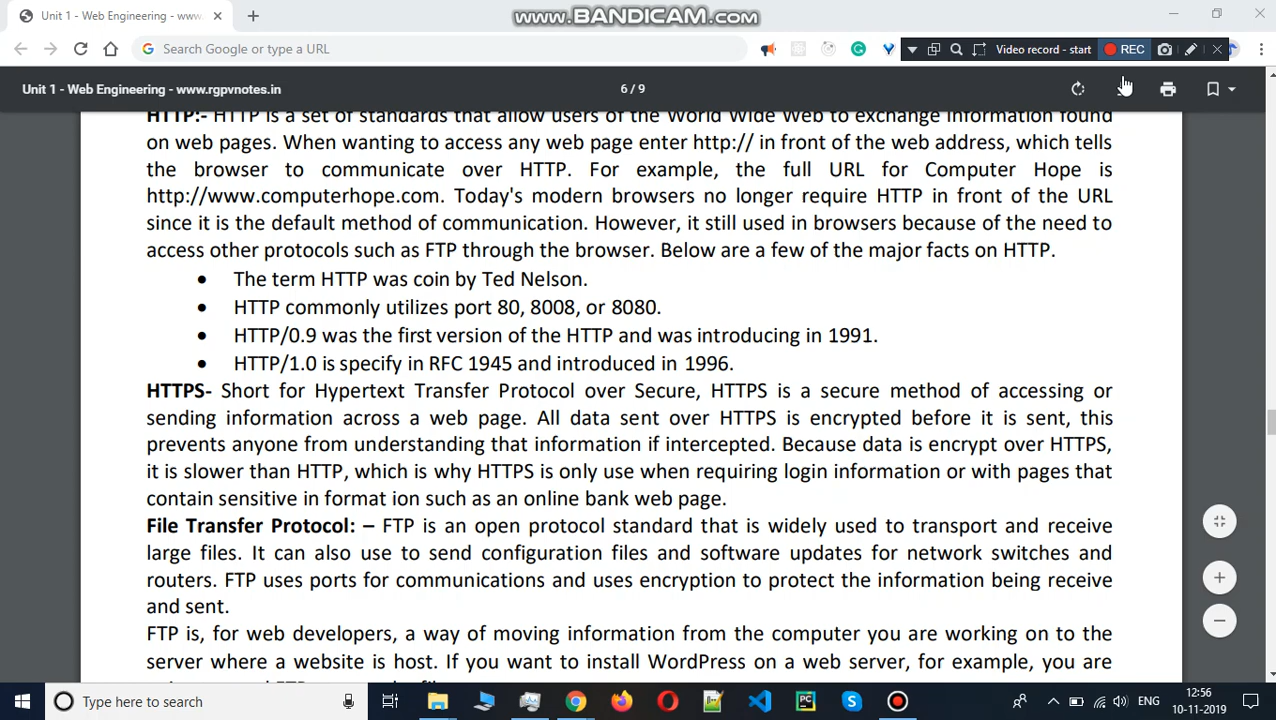 Unit 1 - Web Engineering - www.
www.BANDICAM.com
Search Google or type a URL
Video record - start
REC
Unit 1 - Web Engineering - www.rgpvnotes.in
6 / 9
HTTP:- HTTP is a set of standards that allow users of the World Wide Web to exchange information found
on web pages. When wanting to access any web page enter http:// in front of the web address, which tells
the browser to communicate over HTTP. For example, the full URL for Computer Hope is
http://www.computerhope.com. Today's modern browsers no longer require HTTP in front of the URL
since it is the default method of communication. However, it still used in browsers because of the need to
access other protocols such as FTP through the browser. Below are a few of the major facts on HTTP.
• The term HTTP was coin by Ted Nelson.
• HTTP commonly utilizes port 80, 8008, or 8080.
• HTTP/0.9 was the first version of the HTTP and was introducing in 1991.
• HTTP/1.0 is specify in RFC 1945 and introduced in 1996.
HTTPS- Short for Hypertext Transfer Protocol over Secure, HTTPS is a secure method of accessing or
sending information across a web page. All data sent over HTTPS is encrypted before it is sent, this
prevents anyone from understanding that information if intercepted. Because data is encrypt over HTTPS,
it is slower than HTTP, which is why HTTPS is only use when requiring login information or with pages that
contain sensitive in format ion such as an online bank web page.
File Transfer Protocol: – FTP is an open protocol standard that is widely used to transport and receive
large files. It can also use to send configuration files and software updates for network switches and
routers. FTP uses ports for communications and uses encryption to protect the information being receive
and sent.
FTP is, for web developers, a way of moving information from the computer you are working on to the
server where a website is host. If you want to install WordPress on a web server, for example, you are
Type here to search
ENG
12:56
10-11-2019